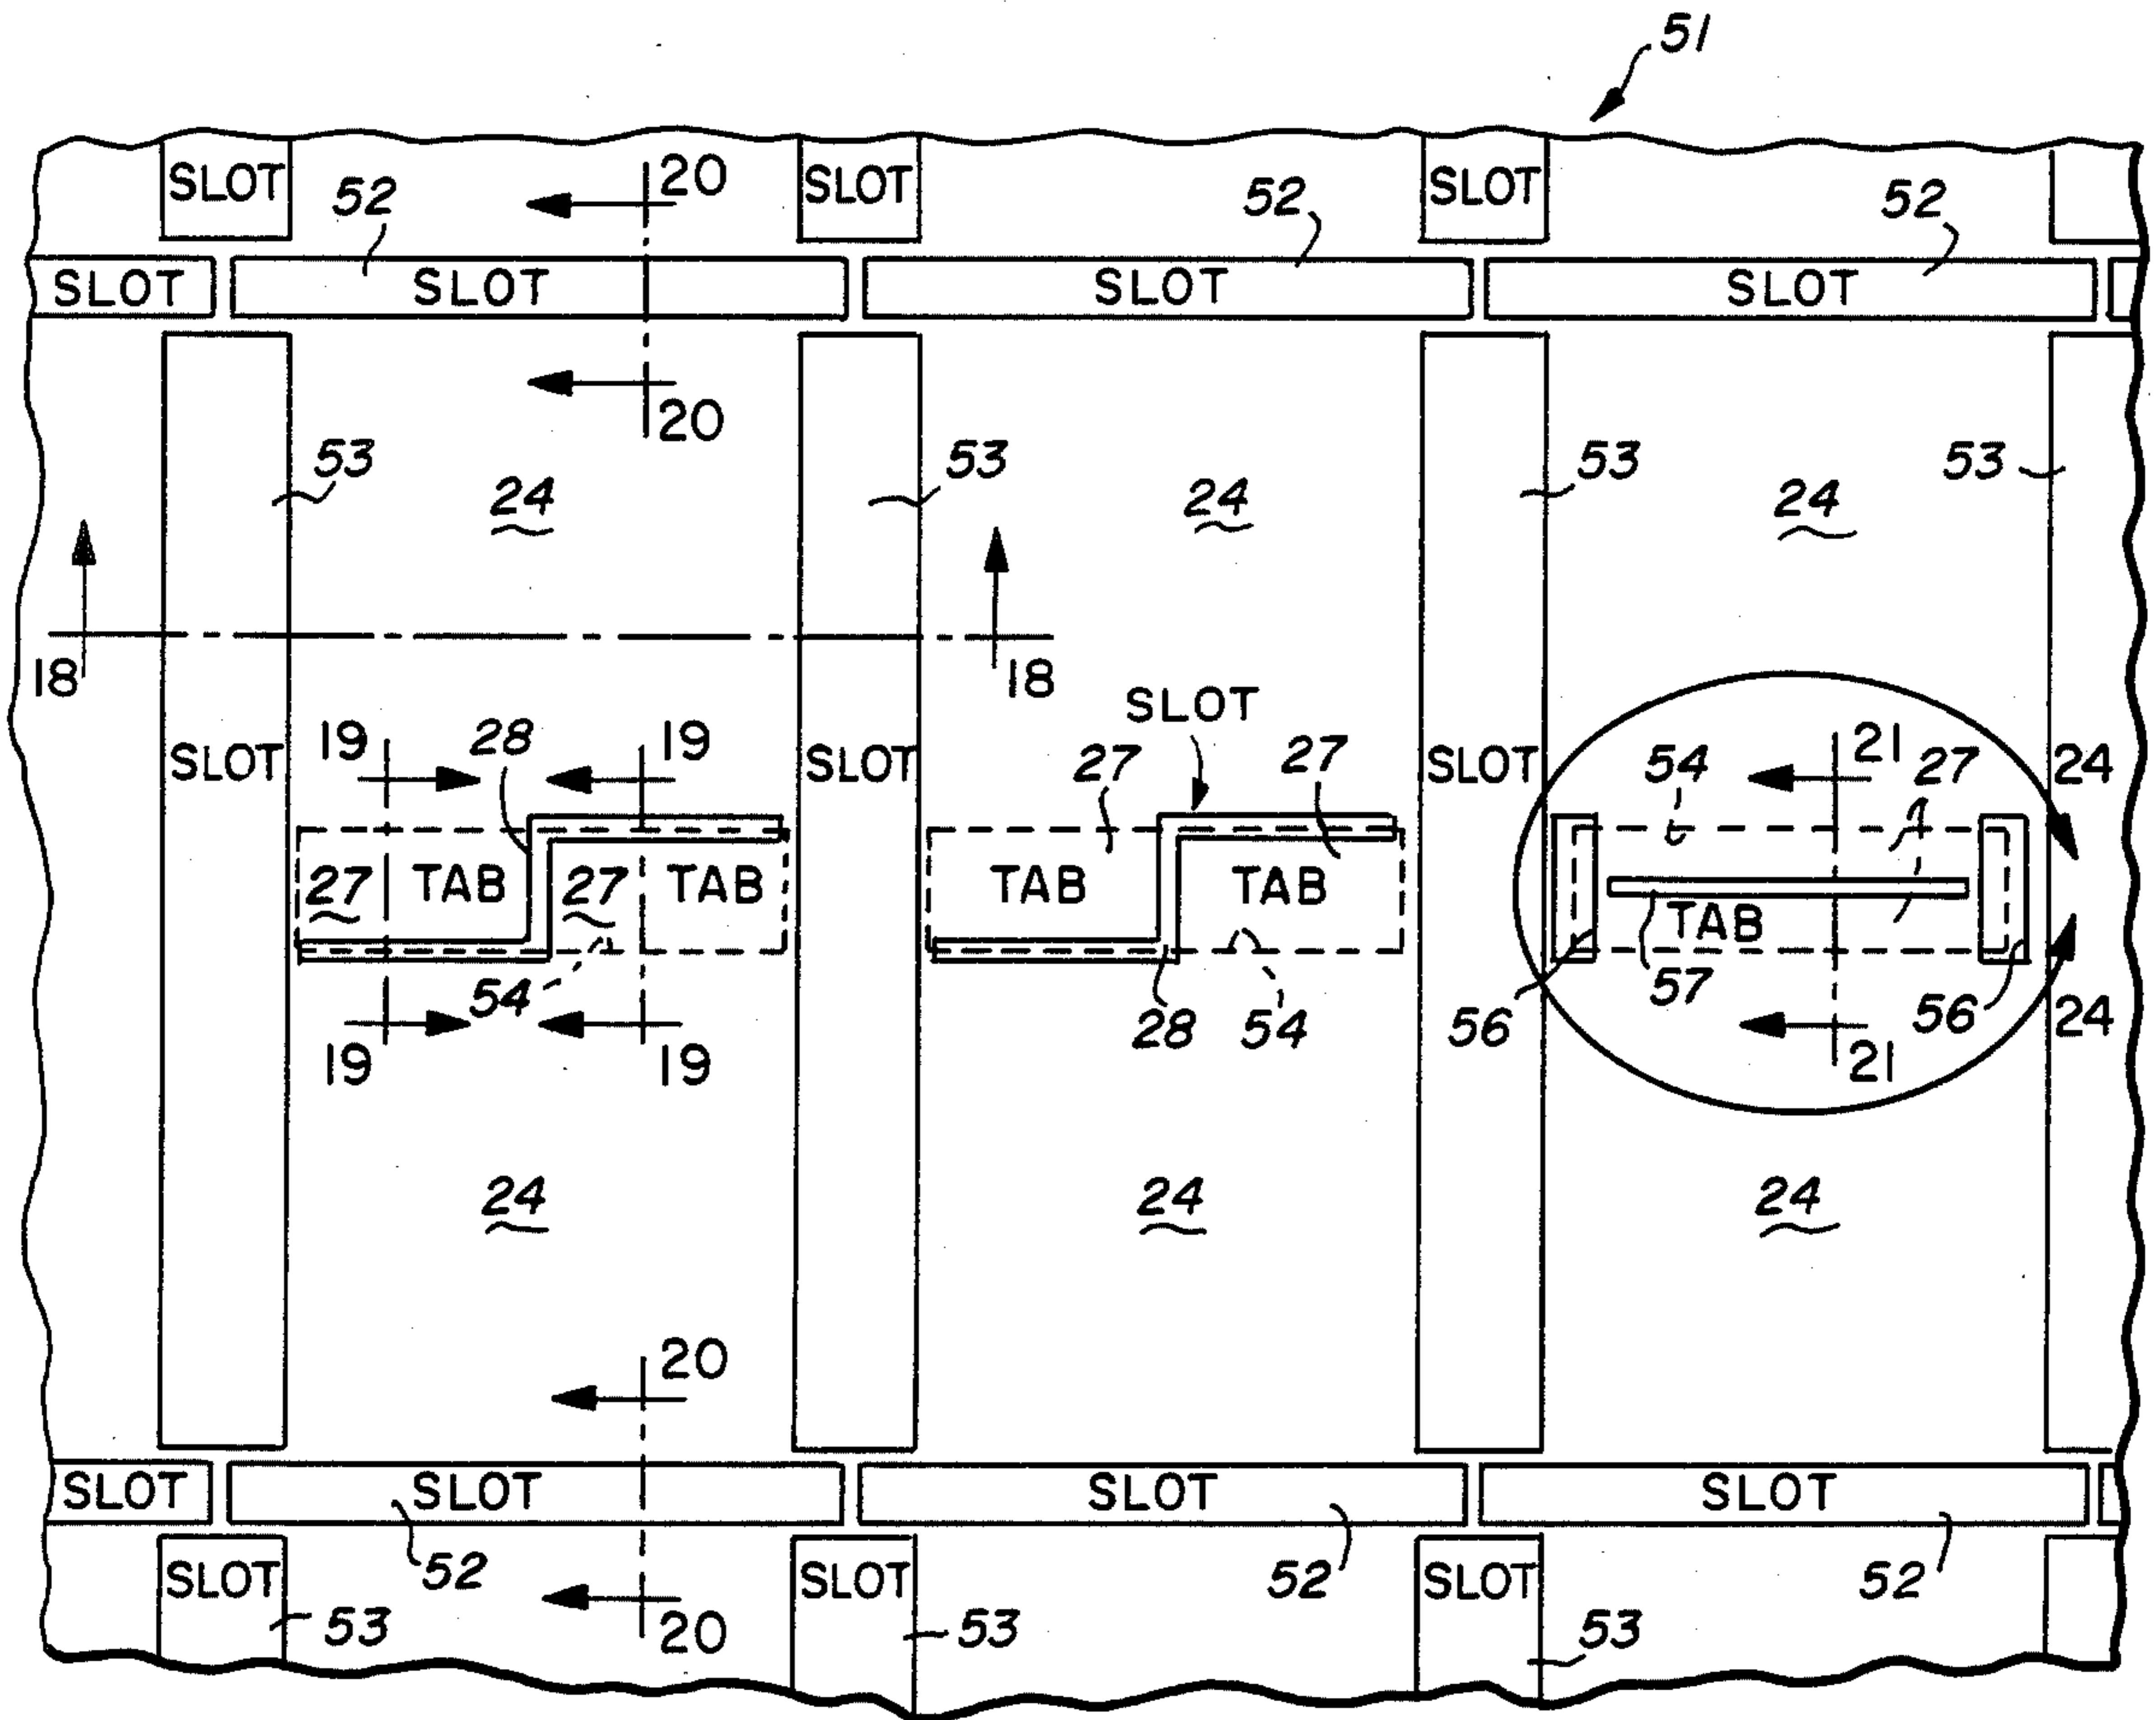 51
SLOT 52 20 SLOT 52 SLOT 52
SLOT SLOT SLOT SLOT
20
53 24 53 24 53 53 24
18 18
SLOT
SLOT 19 28 19 SLOT 27 27 SLOT 54 21 27 24
27 TAB 27 TAB TAB TAB TAB
54 28 54 56 57 56 24
19 19 21
24 24 24
20
SLOT SLOT SLOT SLOT
SLOT 52 SLOT 52 SLOT 52
53 20 53 53